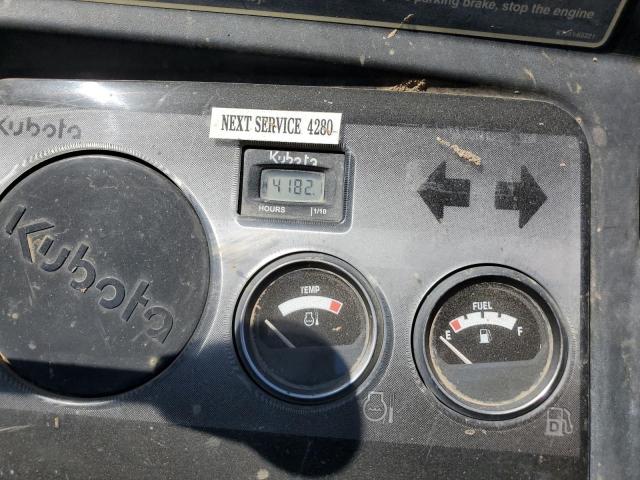 parking brake, stop the engine
Kubota
NEXT SERVICE 4280
Kubota
4182.
HOURS 1/10
Kubota
TEMP
FUEL
E F